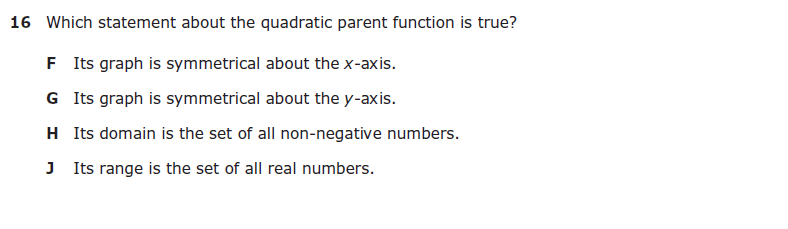 16 Which statement about the quadratic parent function is true?
F Its graph is symmetrical about the x-axis.
G Its graph is symmetrical about the y-axis.
H Its domain is the set of all non-negative numbers.
J Its range is the set of all real numbers.